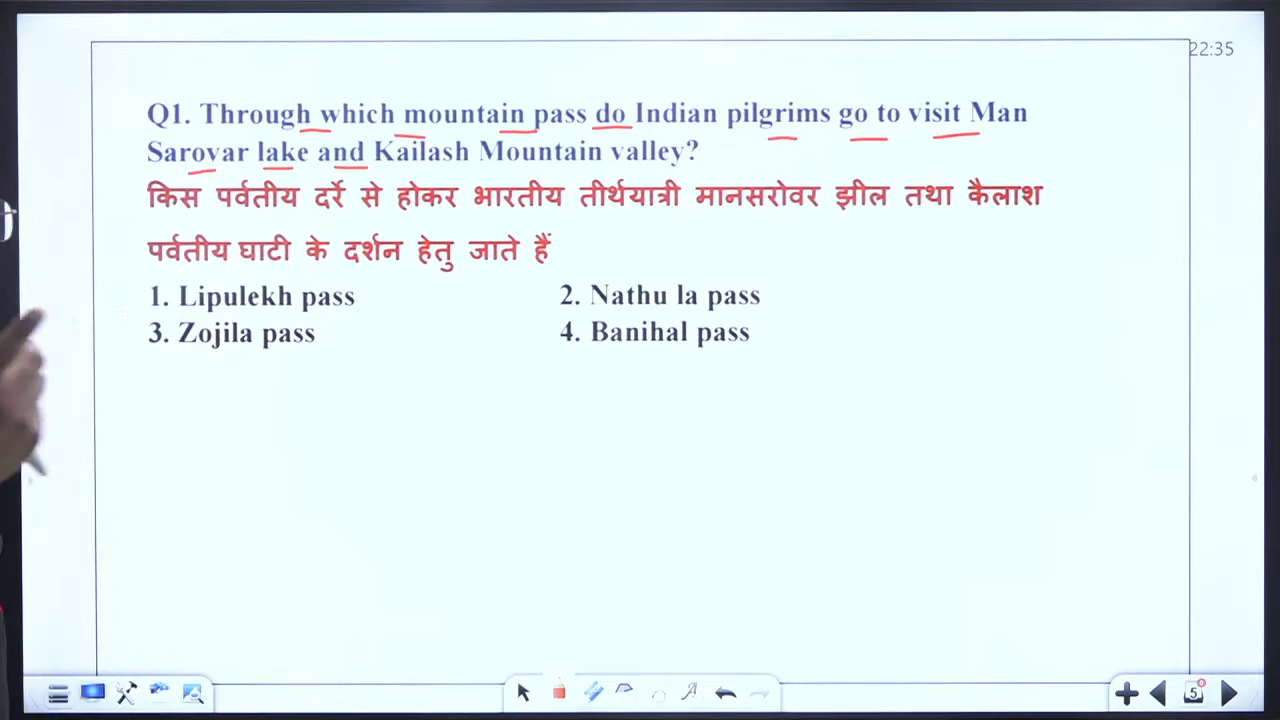 22:35
Q1. Through which mountain pass do Indian pilgrims go to visit Man
Sarovar lake and Kailash Mountain valley?
किस पर्वतीय दर्रे से होकर भारतीय तीर्थयात्री मानसरोवर झील तथा कैलाश
पर्वतीय घाटी के दर्शन हेतु जाते हैं
1. Lipulekh pass 2. Nathu la pass
3. Zojila pass 4. Banihal pass
5